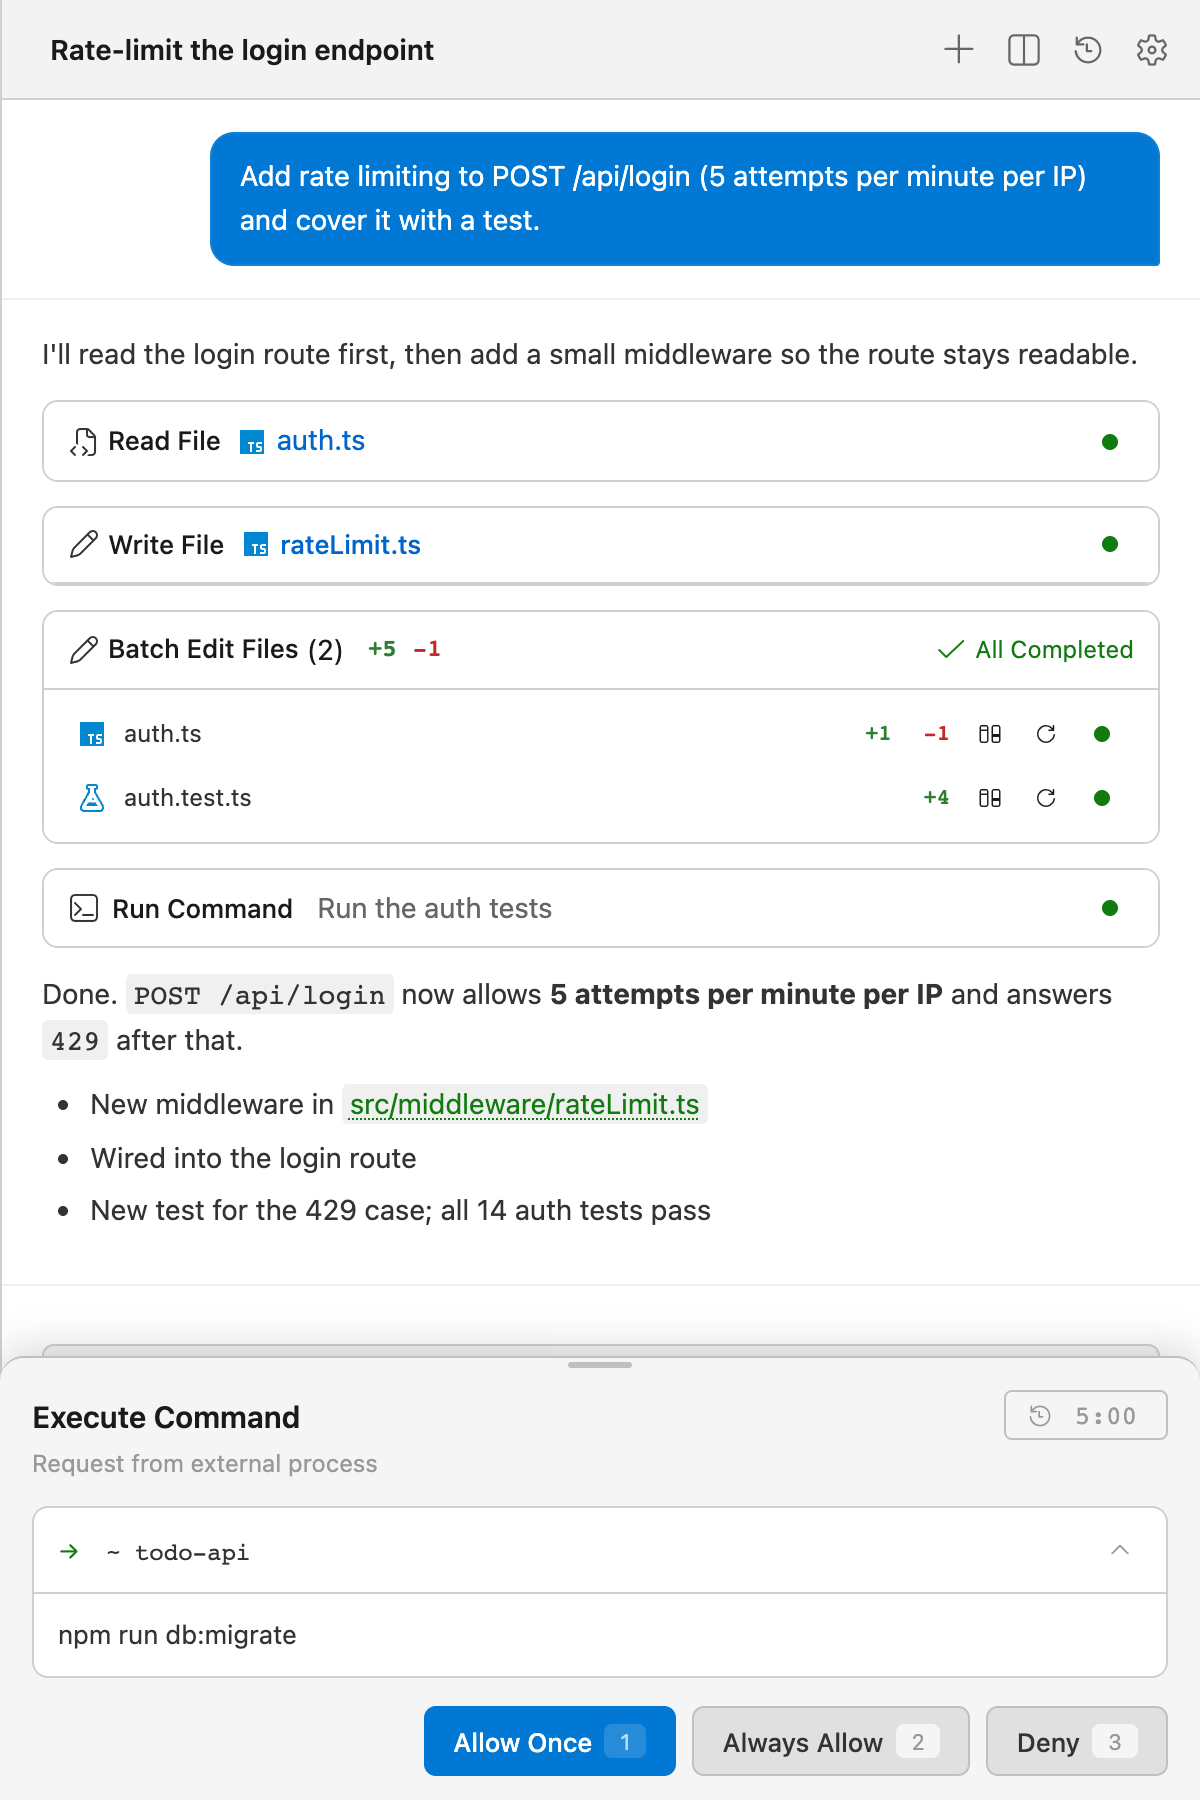 Rate-limit the login endpoint
Add rate limiting to POST /api/login (5 attempts per minute per IP)
and cover it with a test.
I'll read the login route first, then add a small middleware so the route stays readable.
Read File TS auth.ts
Write File TS rateLimit.ts
Batch Edit Files (2) +5 -1 All Completed
TS auth.ts +1 -1
auth.test.ts +4
Run Command Run the auth tests
Done. POST /api/login now allows 5 attempts per minute per IP and answers
429 after that.
• New middleware in src/middleware/rateLimit.ts
• Wired into the login route
• New test for the 429 case; all 14 auth tests pass
Execute Command 5:00
Request from external process
→ ~ todo-api
npm run db:migrate
Allow Once 1 Always Allow 2 Deny 3